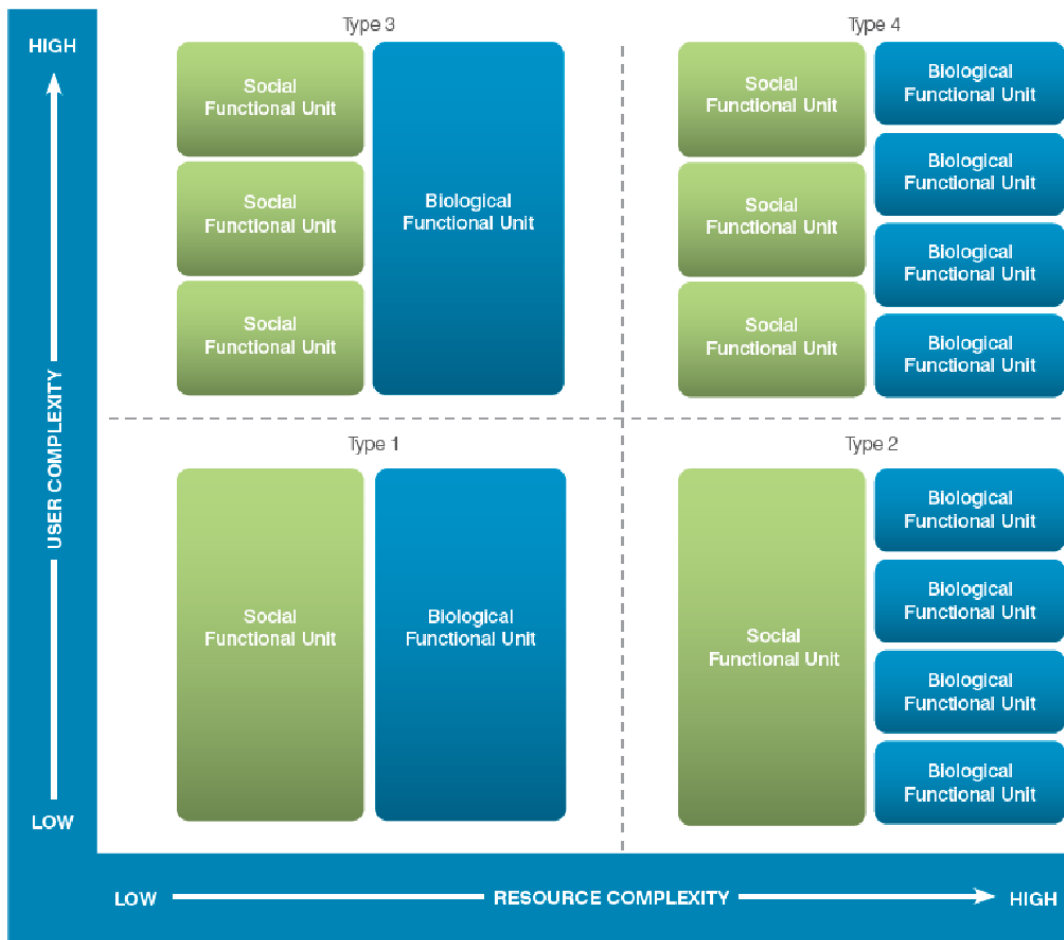 Type 3
Type 4
HIGH
USER COMPLEXITY
LOW
Social
Functional Unit
Social
Functional Unit
Social
Functional Unit
Biological
Functional Unit
Social
Functional Unit
Social
Functional Unit
Social
Functional Unit
Biological
Functional Unit
Biological
Functional Unit
Biological
Functional Unit
Biological
Functional Unit
Type 1
Type 2
Social
Functional Unit
Biological
Functional Unit
Social
Functional Unit
Biological
Functional Unit
Biological
Functional Unit
Biological
Functional Unit
Biological
Functional Unit
LOW
RESOURCE COMPLEXITY
HIGH